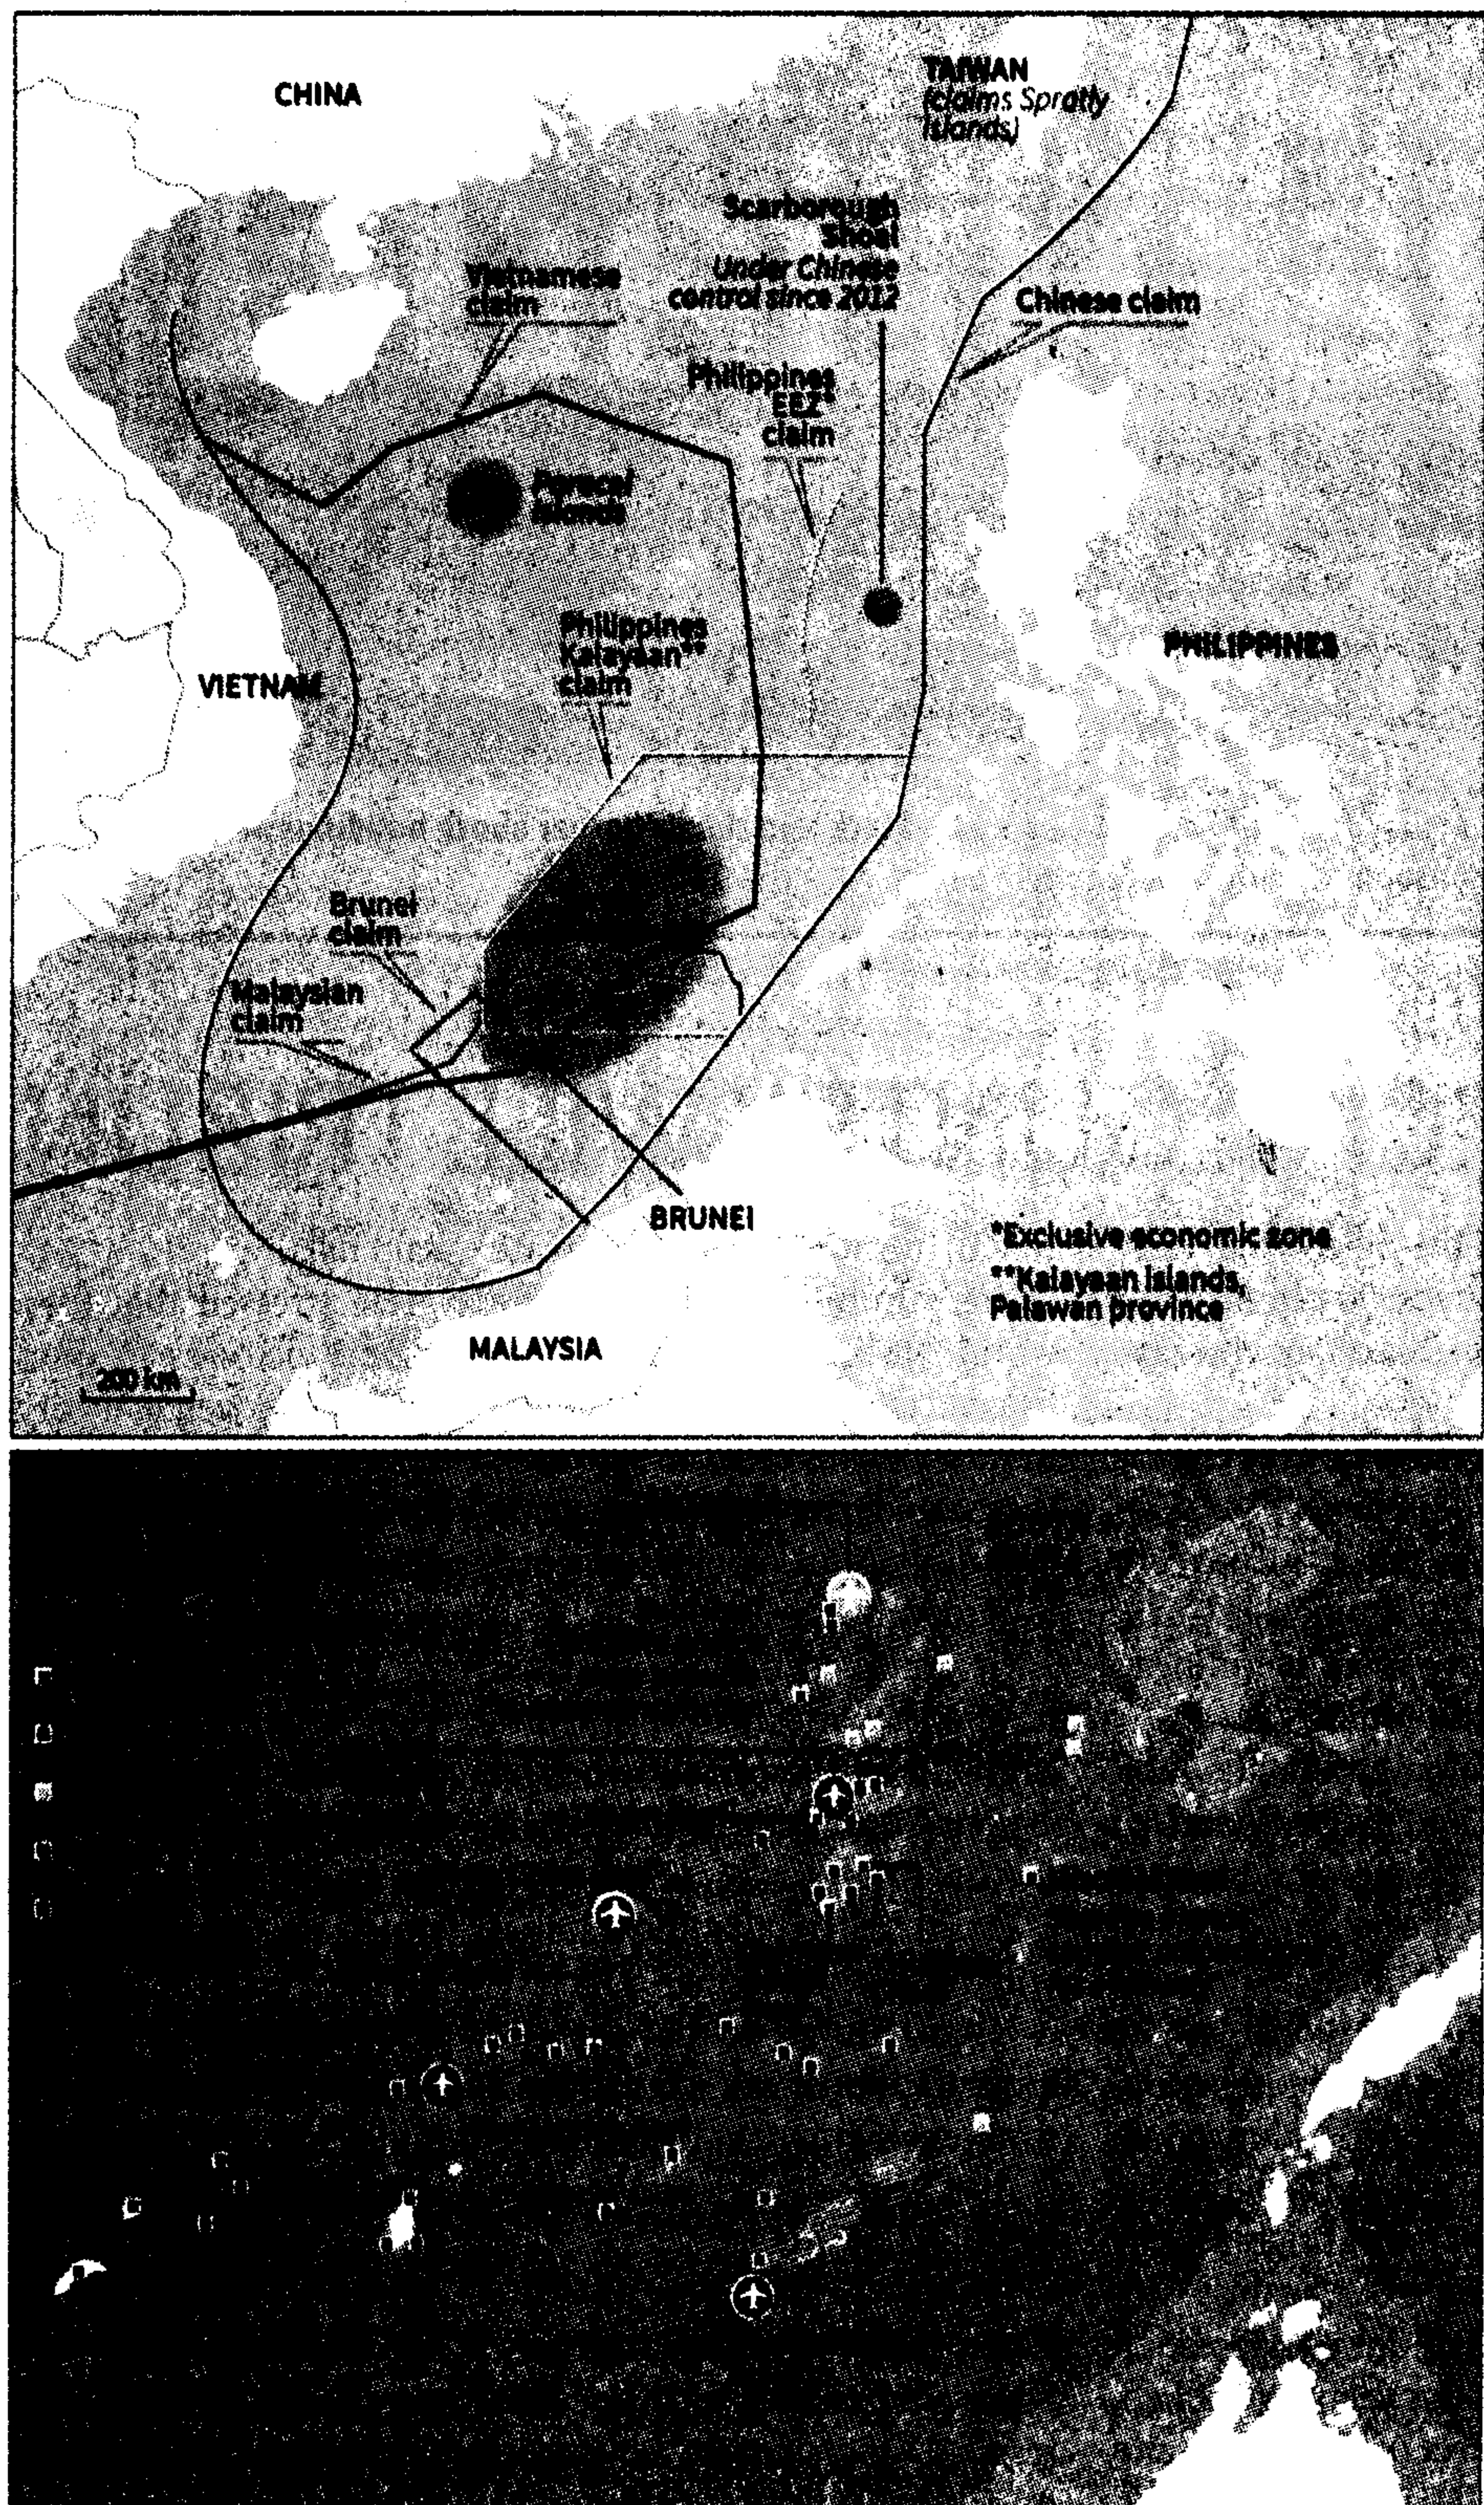 CHINA
TAIWAN
(claims Spratly
Islands)
Scarborough
Shoal
Under Chinese
control since 2012
Vietnamese
claim
Chinese claim
Philippines
EEZ*
claim
Paracel
Islands
Philippines
Kalayaan**
claim
PHILIPPINES
VIETNAM
Brunei
claim
Malaysian
claim
BRUNEI
*Exclusive economic zone
**Kalayaan islands,
Palawan province
MALAYSIA
200 km